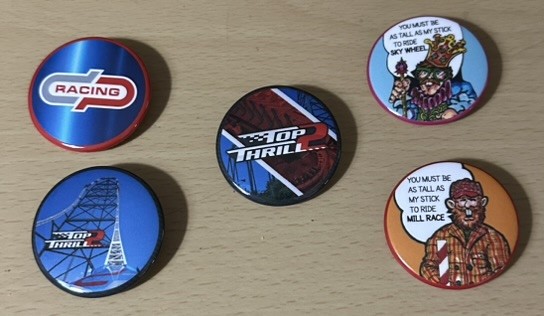 RACING
TOP
THRILL 2
TOP
THRILL 2
YOU MUST BE
AS TALL AS MY STICK
TO RIDE
SKY WHEEL
YOU MUST BE
AS TALL AS
MY STICK
TO RIDE
MILL RACE